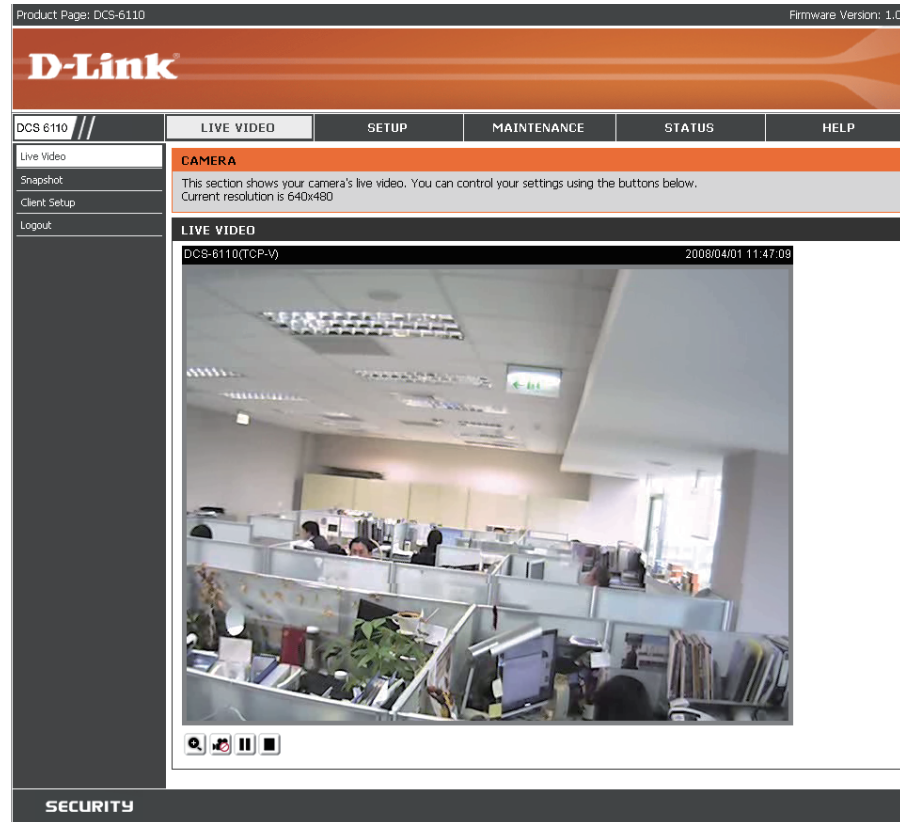 Product Page: DCS-6110
Firmware Version: 1.0
D-Link
DCS 6110
LIVE VIDEO
SETUP
MAINTENANCE
STATUS
HELP
Live Video
Snapshot
Client Setup
Logout
CAMERA
This section shows your camera's live video. You can control your settings using the buttons below.
Current resolution is 640x480
LIVE VIDEO
DCS-6110(TCP-V)
2008/04/01 11:47:09
SECURITY